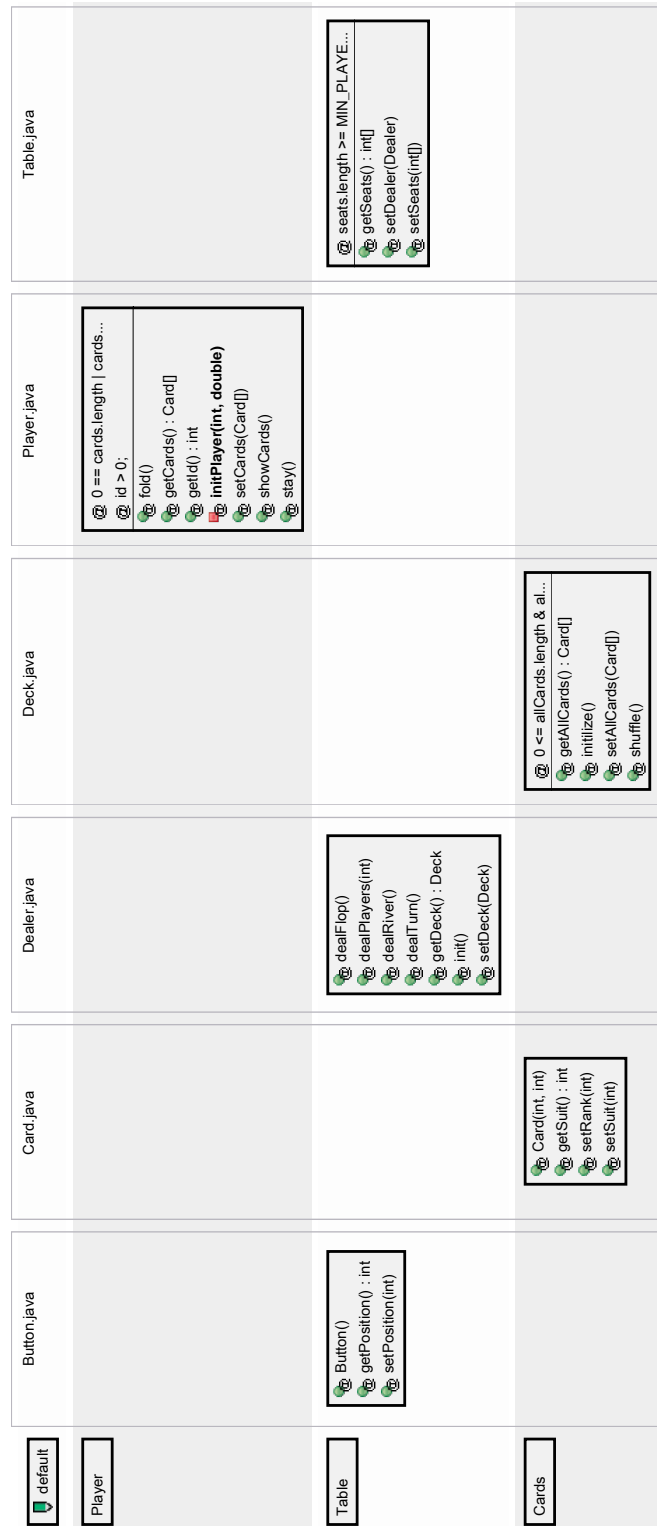 default
Button.java
Card.java
Dealer.java
Deck.java
Player.java
Table.java
Player
@ 0 == cards.length | cards...
@ id > 0;
@ fold()
@ getCards() : Card[]
@ getId() : int
@ initPlayer(int, double)
@ setCards(Card[])
@ showCards()
@ stay()
Table
@ Button()
@ getPosition() : int
@ setPosition(int)
@ dealFlop()
@ dealPlayers(int)
@ dealRiver()
@ dealTurn()
@ getDeck() : Deck
@ init()
@ setDeck(Deck)
@ seats.length >= MIN_PLAYE...
@ getSeats() : int[]
@ setDealer(Dealer)
@ setSeats(int[])
Cards
@ Card(int, int)
@ getSuit() : int
@ setRank(int)
@ setSuit(int)
@ 0 <= allCards.length & al...
@ getAllCards() : Card[]
@ initilize()
@ setAllCards(Card[])
@ shuffle()